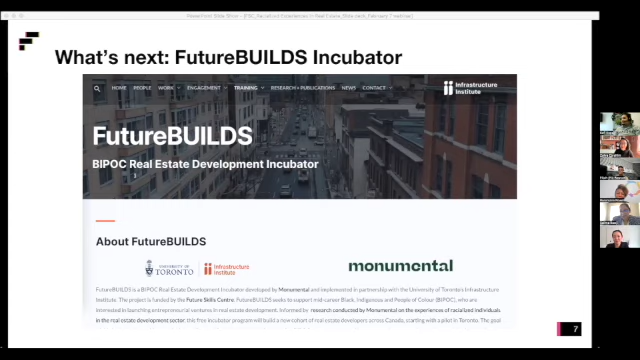 What's next: FutureBUILDS Incubator
HOME PEOPLE WORK ENGAGEMENT TRAINING RESEARCH + PUBLICATIONS NEWS CONTACT
Infrastructure
Institute
FutureBUILDS
BIPOC Real Estate Development Incubator
About FutureBUILDS
UNIVERSITY OF
TORONTO
Infrastructure
Institute
monumental
FutureBUILDS is a BIPOC Real Estate Development Incubator developed by Monumental and implemented in partnership with the University of Toronto's Infrastructure
Institute. The project is funded by the Future Skills Centre. FutureBUILDS seeks to support mid-career Black, Indigenous and People of Colour (BIPOC), who are
interested in launching entrepreneurial ventures in real estate development. Informed by research conducted by Monumental on the experiences of racialized individuals
in the real estate development sector, this free incubator program will build a new cohort of real estate developers across Canada, starting with a pilot in Toronto. The goal
7